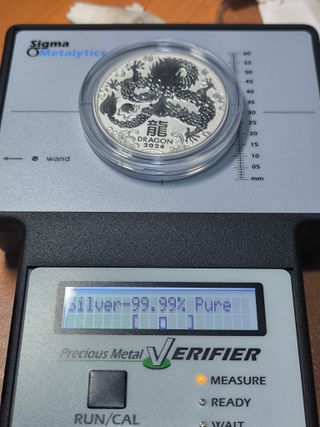 Sigma
Metalytics
60
55
50
45
40
35
30
25
20
15
10
05
mm
龍
DRAGON
2024
wand
Silver-99.99% Pure
[ 0 ]
Precious Metal VERIFIER
MEASURE
READY
WAIT
RUN/CAL